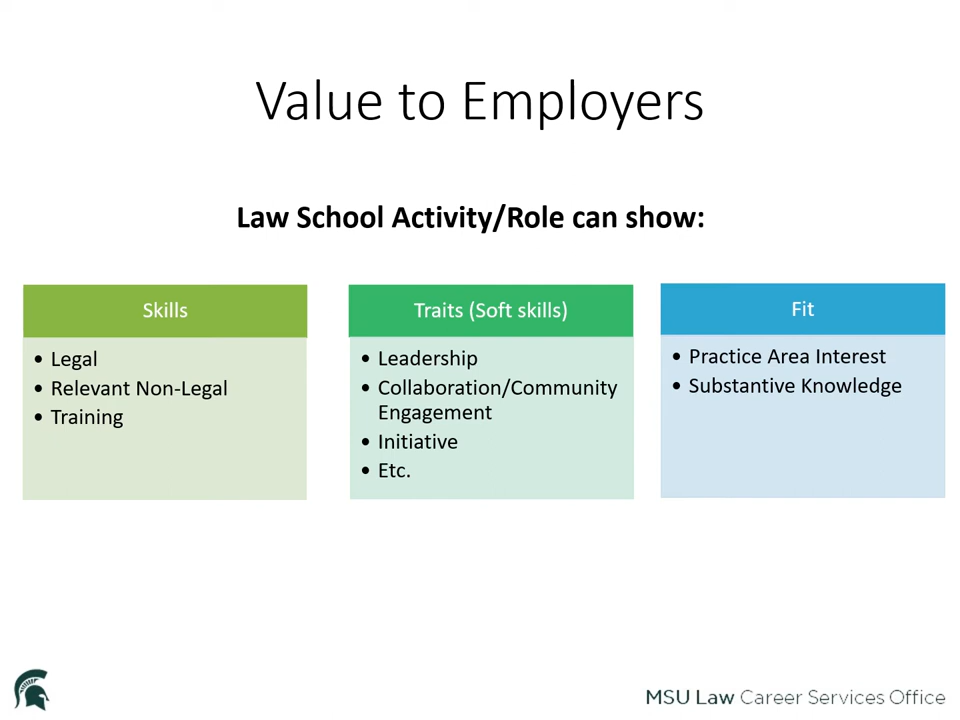 Value to Employers
Law School Activity/Role can show:
Skills
• Legal
• Relevant Non-Legal
• Training
Traits (Soft skills)
• Leadership
• Collaboration/Community
Engagement
• Initiative
• Etc.
Fit
• Practice Area Interest
• Substantive Knowledge
MSU Law Career Services Office